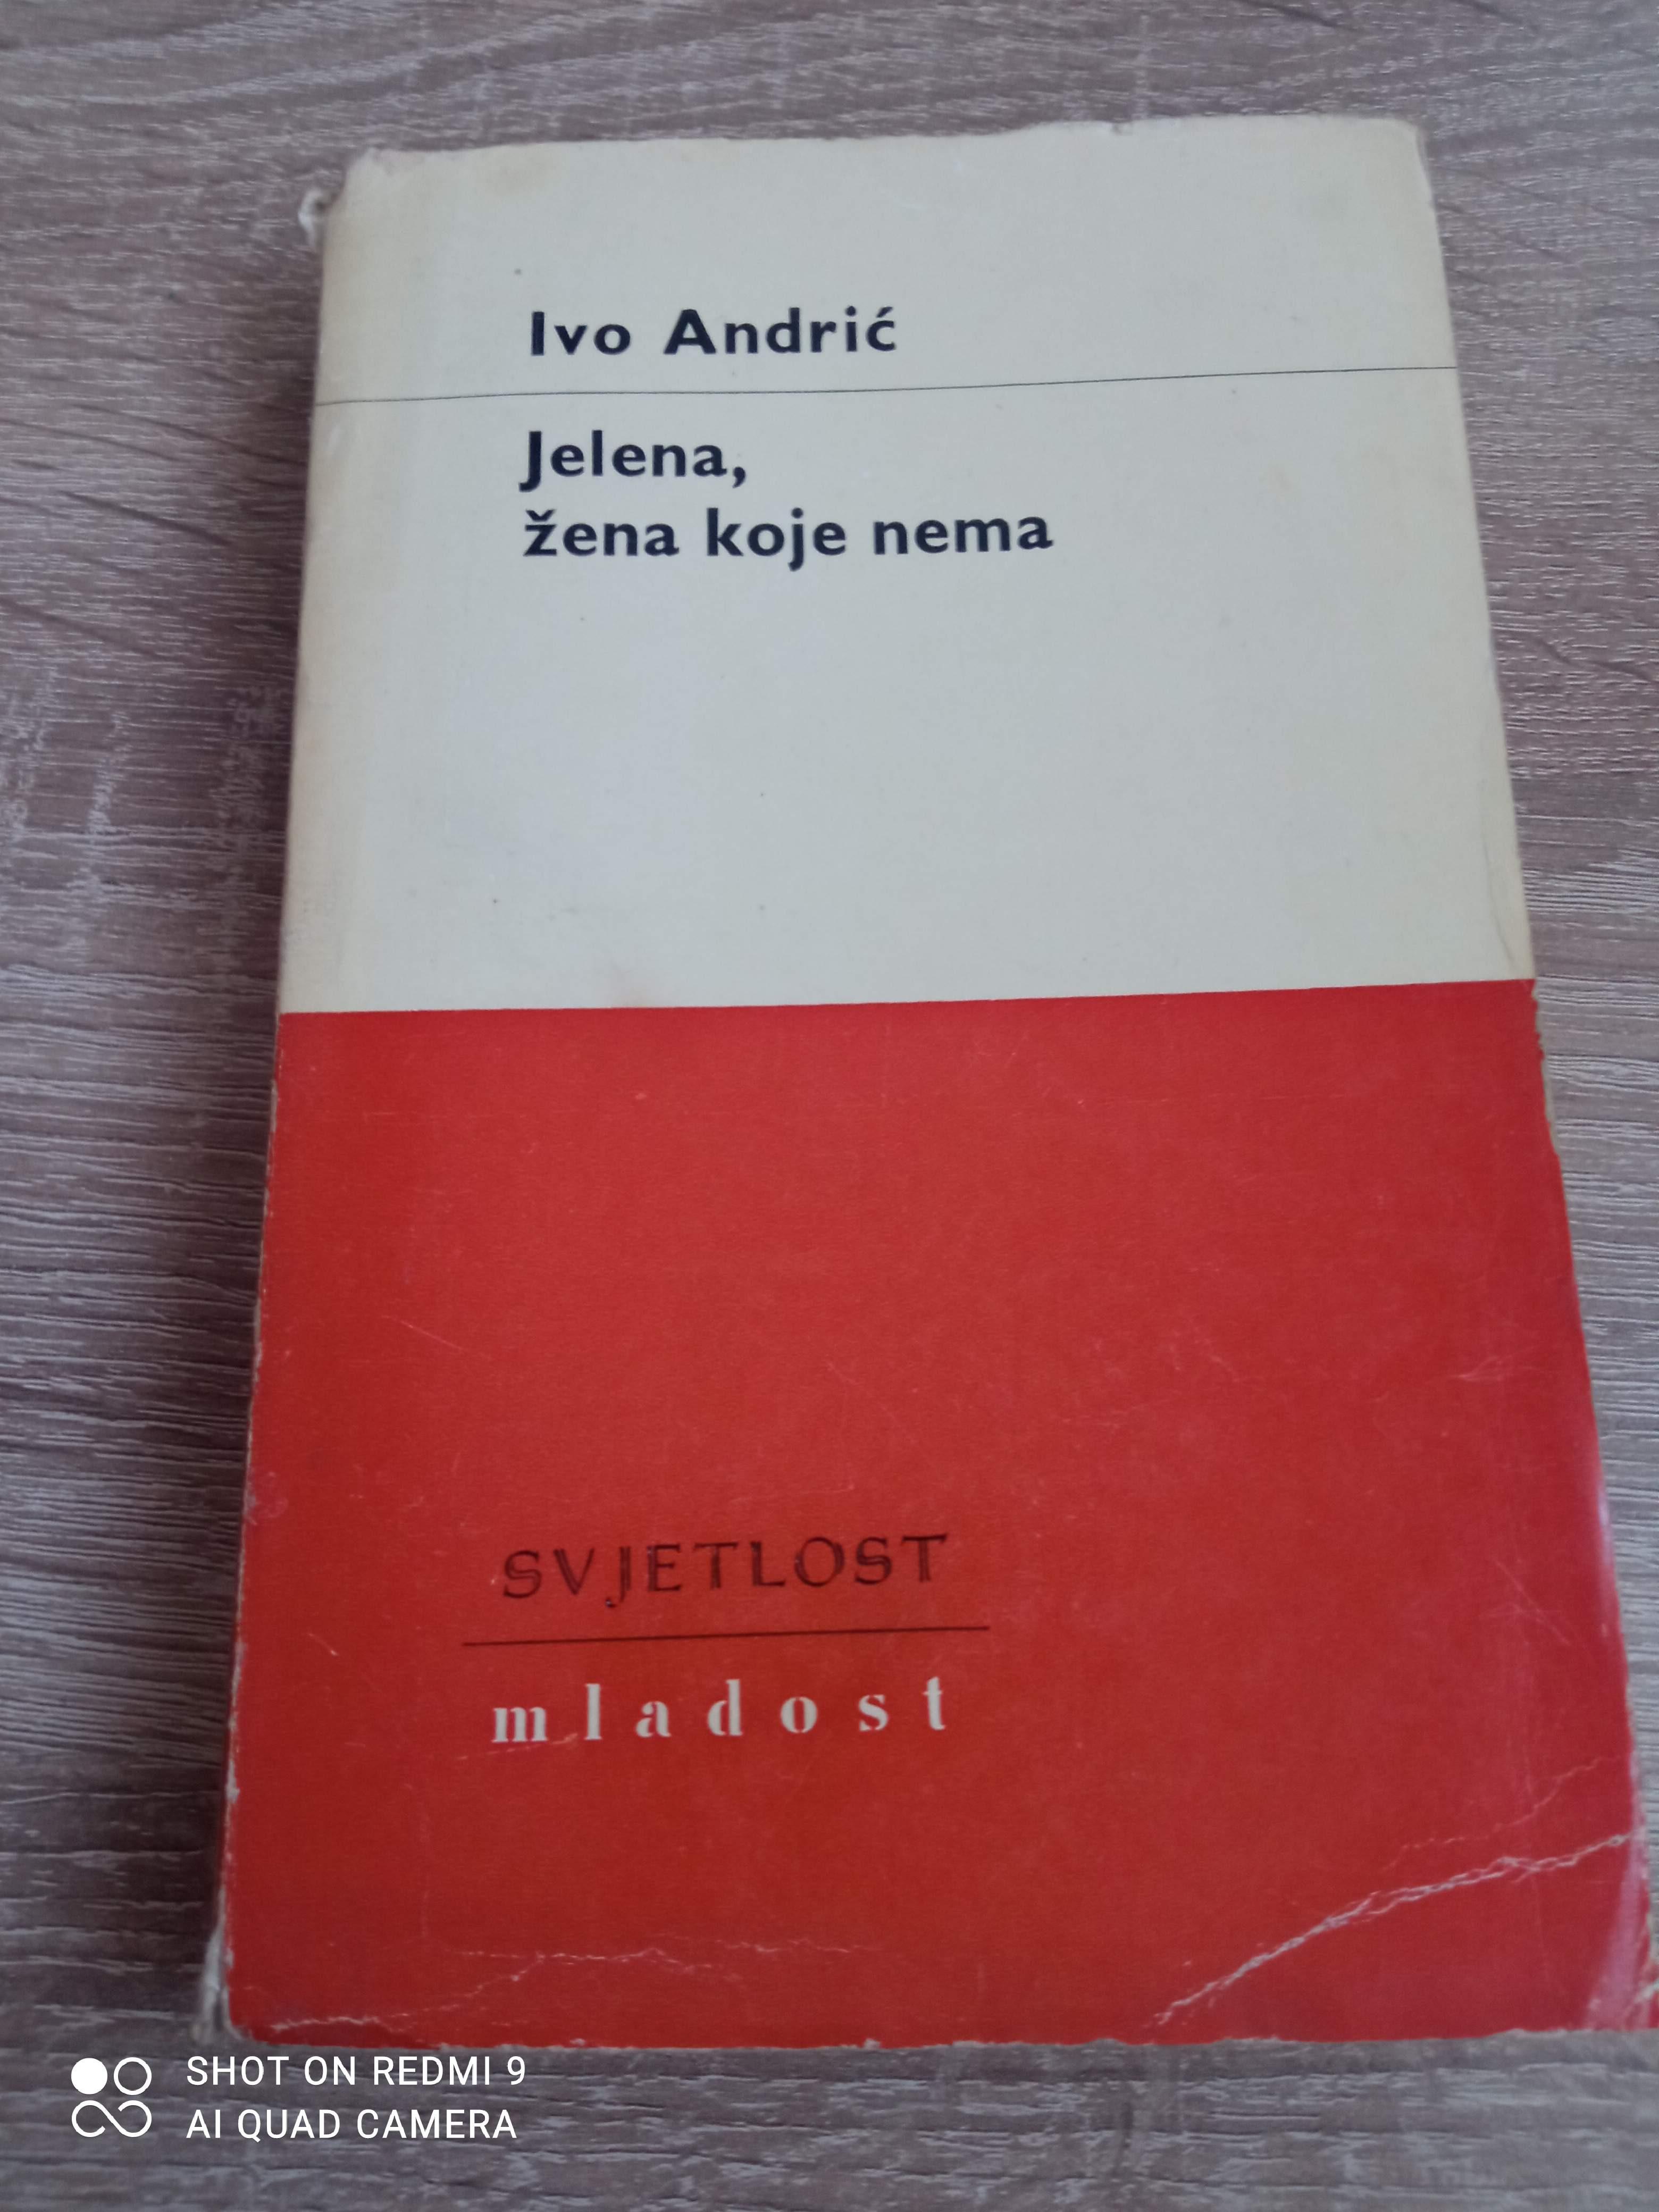 Ivo Andrić
Jelena,
žena koje nema
SVJETLOST
mladost
SHOT ON REDMI 9
AI QUAD CAMERA